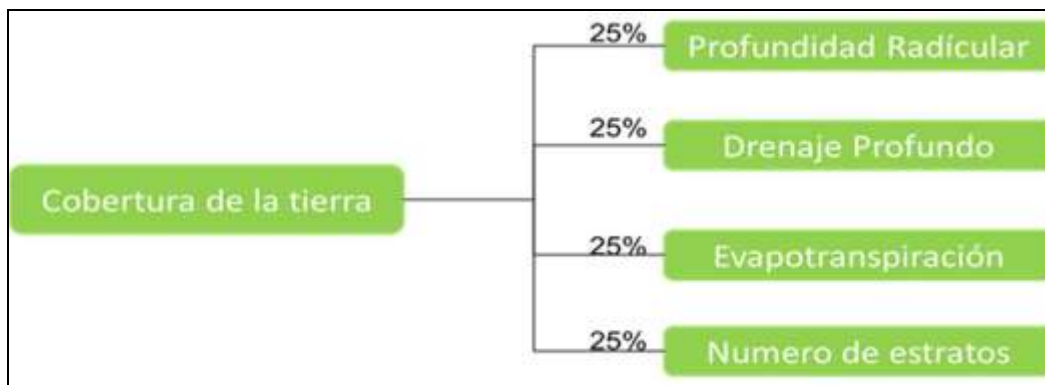 25%
Profundidad Radícular
25%
Drenaje Profundo
Cobertura de la tierra
25%
Evapotranspiración
25%
Numero de estratos